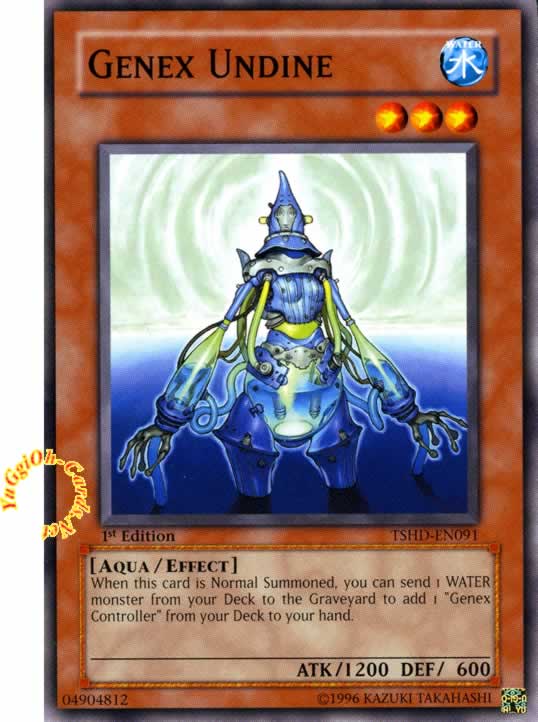 GENEX UNDINE
WATER
水
1st Edition
TSHD-EN091
[AQUA / EFFECT]
When this card is Normal Summoned, you can send 1 WATER
monster from your Deck to the Graveyard to add 1 "Genex
Controller" from your Deck to your hand.
ATK/1200 DEF/ 600
04904812
©1996 KAZUKI TAKAHASHI
YuGgiOh-Cards.Net